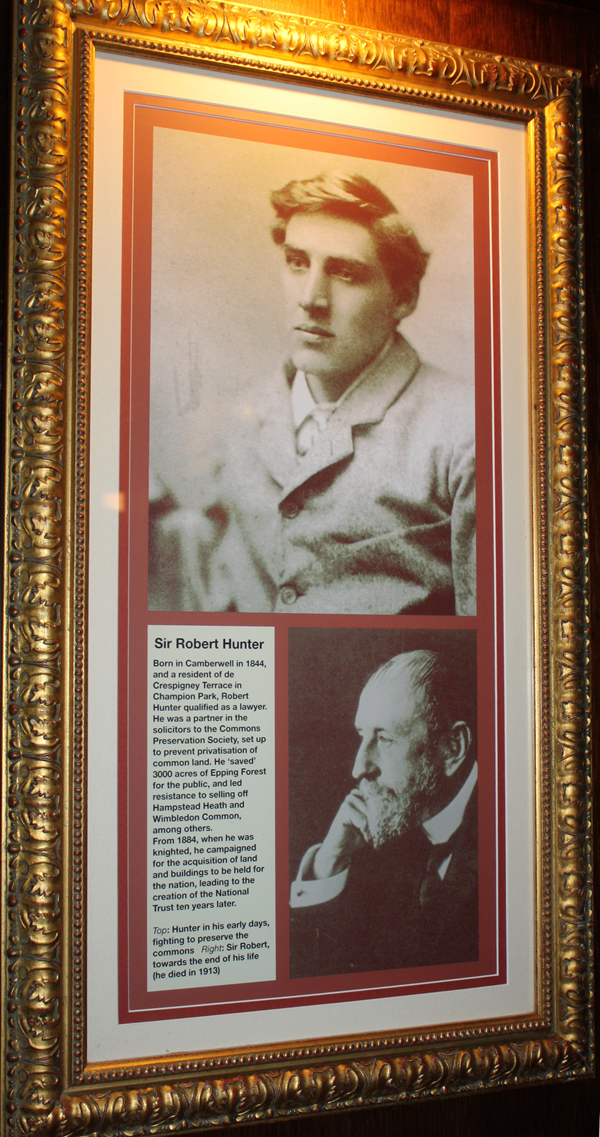 Sir Robert Hunter
Born in Camberwell in 1844,
and a resident of de
Crespigney Terrace in
Champion Park, Robert
Hunter qualified as a lawyer.
He was a partner in the
solicitors to the Commons
Preservation Society, set up
to prevent privatisation of
common land. He ‘saved’
3000 acres of Epping Forest
for the public, and led
resistance to selling off
Hampstead Heath and
Wimbledon Common,
among others.
From 1884, when he was
knighted, he campaigned
for the acquisition of land
and buildings to be held for
the nation, leading to the
creation of the National
Trust ten years later.
Top: Hunter in his early days,
fighting to preserve the
commons Right: Sir Robert,
towards the end of his life
(he died in 1913)